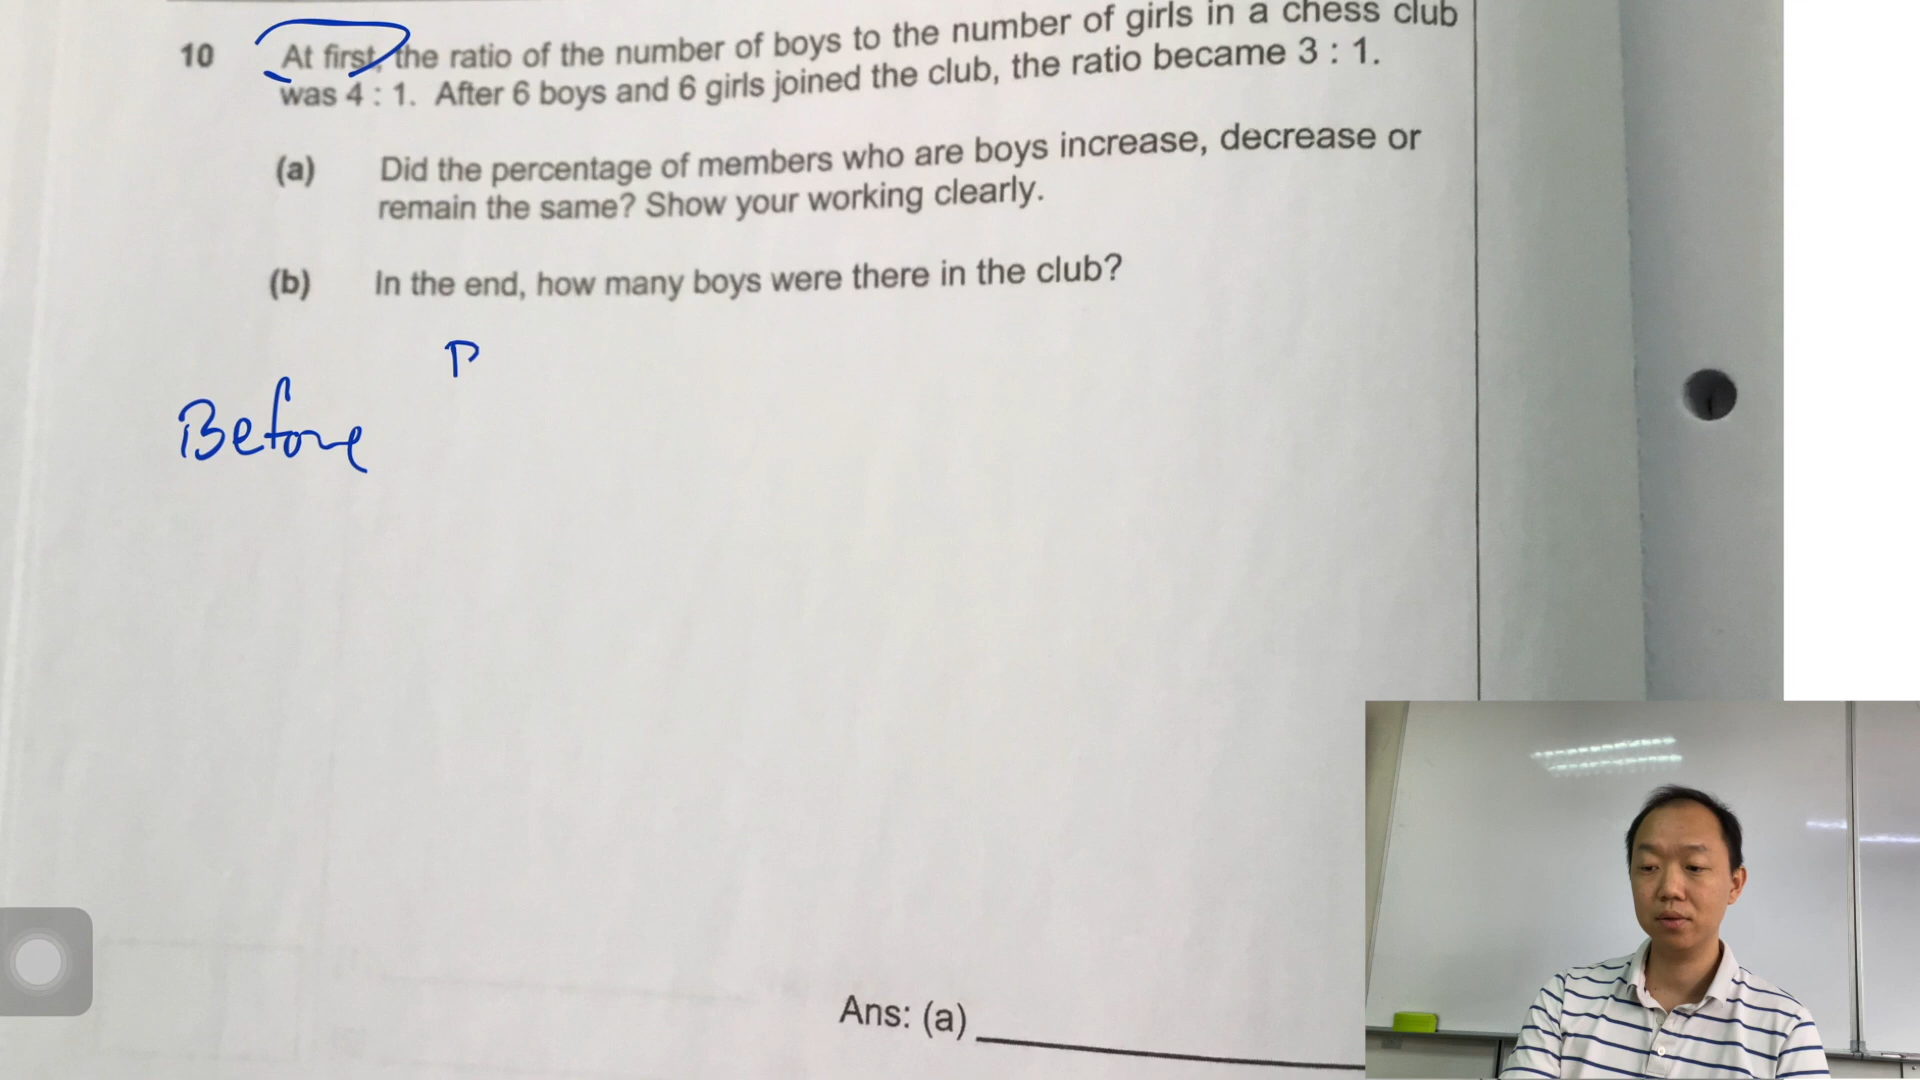 10 At first, the ratio of the number of boys to the number of girls in a chess club
was 4 : 1. After 6 boys and 6 girls joined the club, the ratio became 3 : 1.
(a) Did the percentage of members who are boys increase, decrease or
remain the same? Show your working clearly.
(b) In the end, how many boys were there in the club?
Before
Ans: (a)